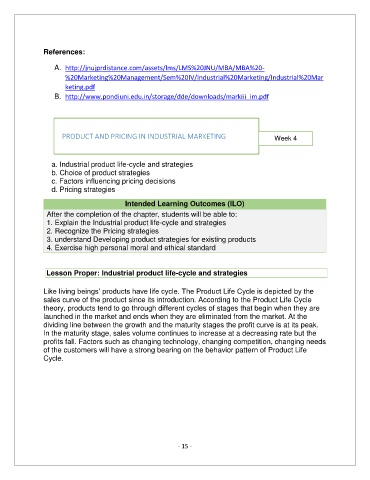 References:
A. http://jnujprdistance.com/assets/lms/LMS%20JNU/MBA/MBA%20-
%20Marketing%20Management/Sem%20IV/Industrial%20Marketing/Industrial%20Mar
keting.pdf
B. http://www.pondiuni.edu.in/storage/dde/downloads/markiii_im.pdf
PRODUCT AND PRICING IN INDUSTRIAL MARKETING
Week 4
a. Industrial product life-cycle and strategies
b. Choice of product strategies
c. Factors influencing pricing decisions
d. Pricing strategies
Intended Learning Outcomes (ILO)
After the completion of the chapter, students will be able to:
1. Explain the Industrial product life-cycle and strategies
2. Recognize the Pricing strategies
3. understand Developing product strategies for existing products
4. Exercise high personal moral and ethical standard
Lesson Proper: Industrial product life-cycle and strategies
Like living beings' products have life cycle. The Product Life Cycle is depicted by the
sales curve of the product since its introduction. According to the Product Life Cycle
theory, products tend to go through different cycles of stages that begin when they are
launched in the market and ends when they are eliminated from the market. At the
dividing line between the growth and the maturity stages the profit curve is at its peak.
In the maturity stage, sales volume continues to increase at a decreasing rate but the
profits fall. Factors such as changing technology, changing competition, changing needs
of the customers will have a strong bearing on the behavior pattern of Product Life
Cycle.
- 15 -